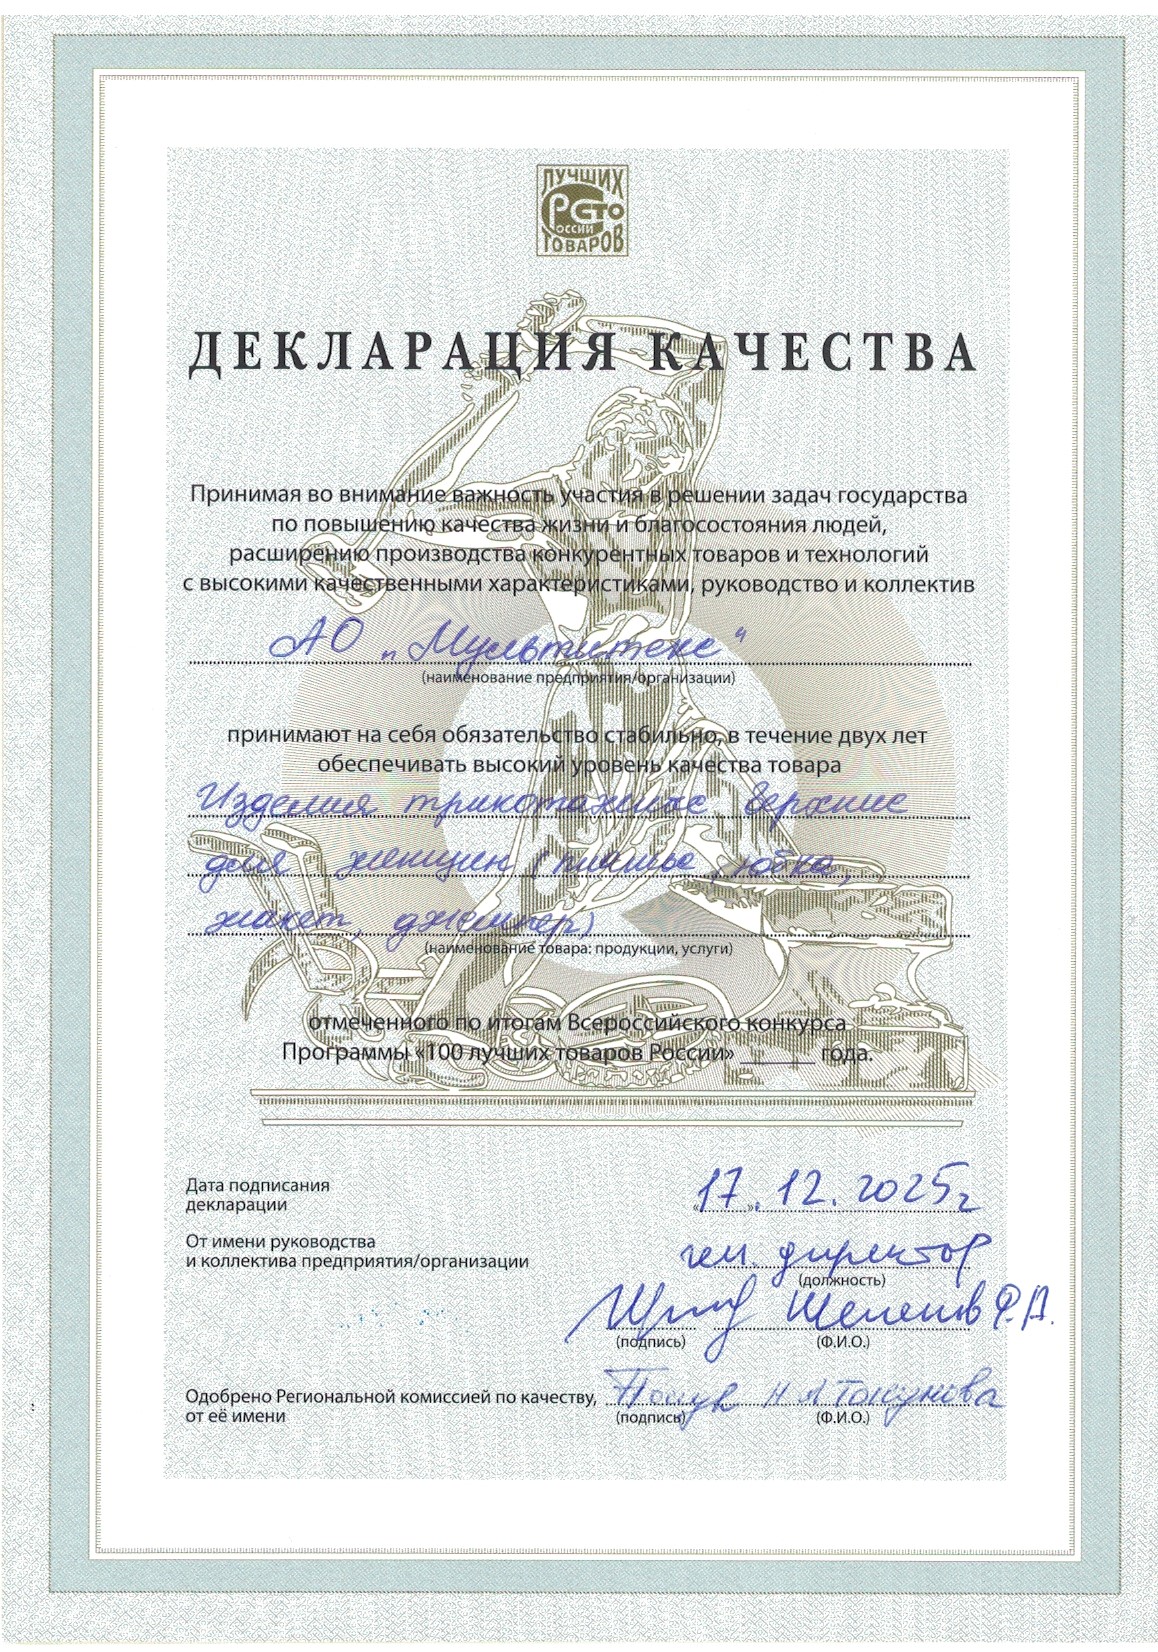 ЛУЧШИХ
СТО
РОССИИ
ТОВАРОВ
ДЕКЛАРАЦИЯ КАЧЕСТВА
Принимая во внимание важность участия в решении задач государства
по повышению качества жизни и благосостояния людей,
расширению производства конкурентных товаров и технологий
с высокими качественными характеристиками, руководство и коллектив
АО „Мультитекс“
(наименование предприятия/организации)
принимают на себя обязательство стабильно, в течение двух лет
обеспечивать высокий уровень качества товара
Изделия трикотажные верхние
для женщин (платье, юбка,
жакет, джемпер)
(наименование товара: продукции, услуги)
отмеченного по итогам Всероссийского конкурса
Программы «100 лучших товаров России» ______ года.
Дата подписания
декларации
«17». 12. 2025г
От имени руководства
и коллектива предприятия/организации
ген. директор
(должность)
Ф.А.
(подпись) (Ф.И.О.)
Одобрено Региональной комиссией по качеству,
от её имени
Н А
(подпись) (Ф.И.О.)